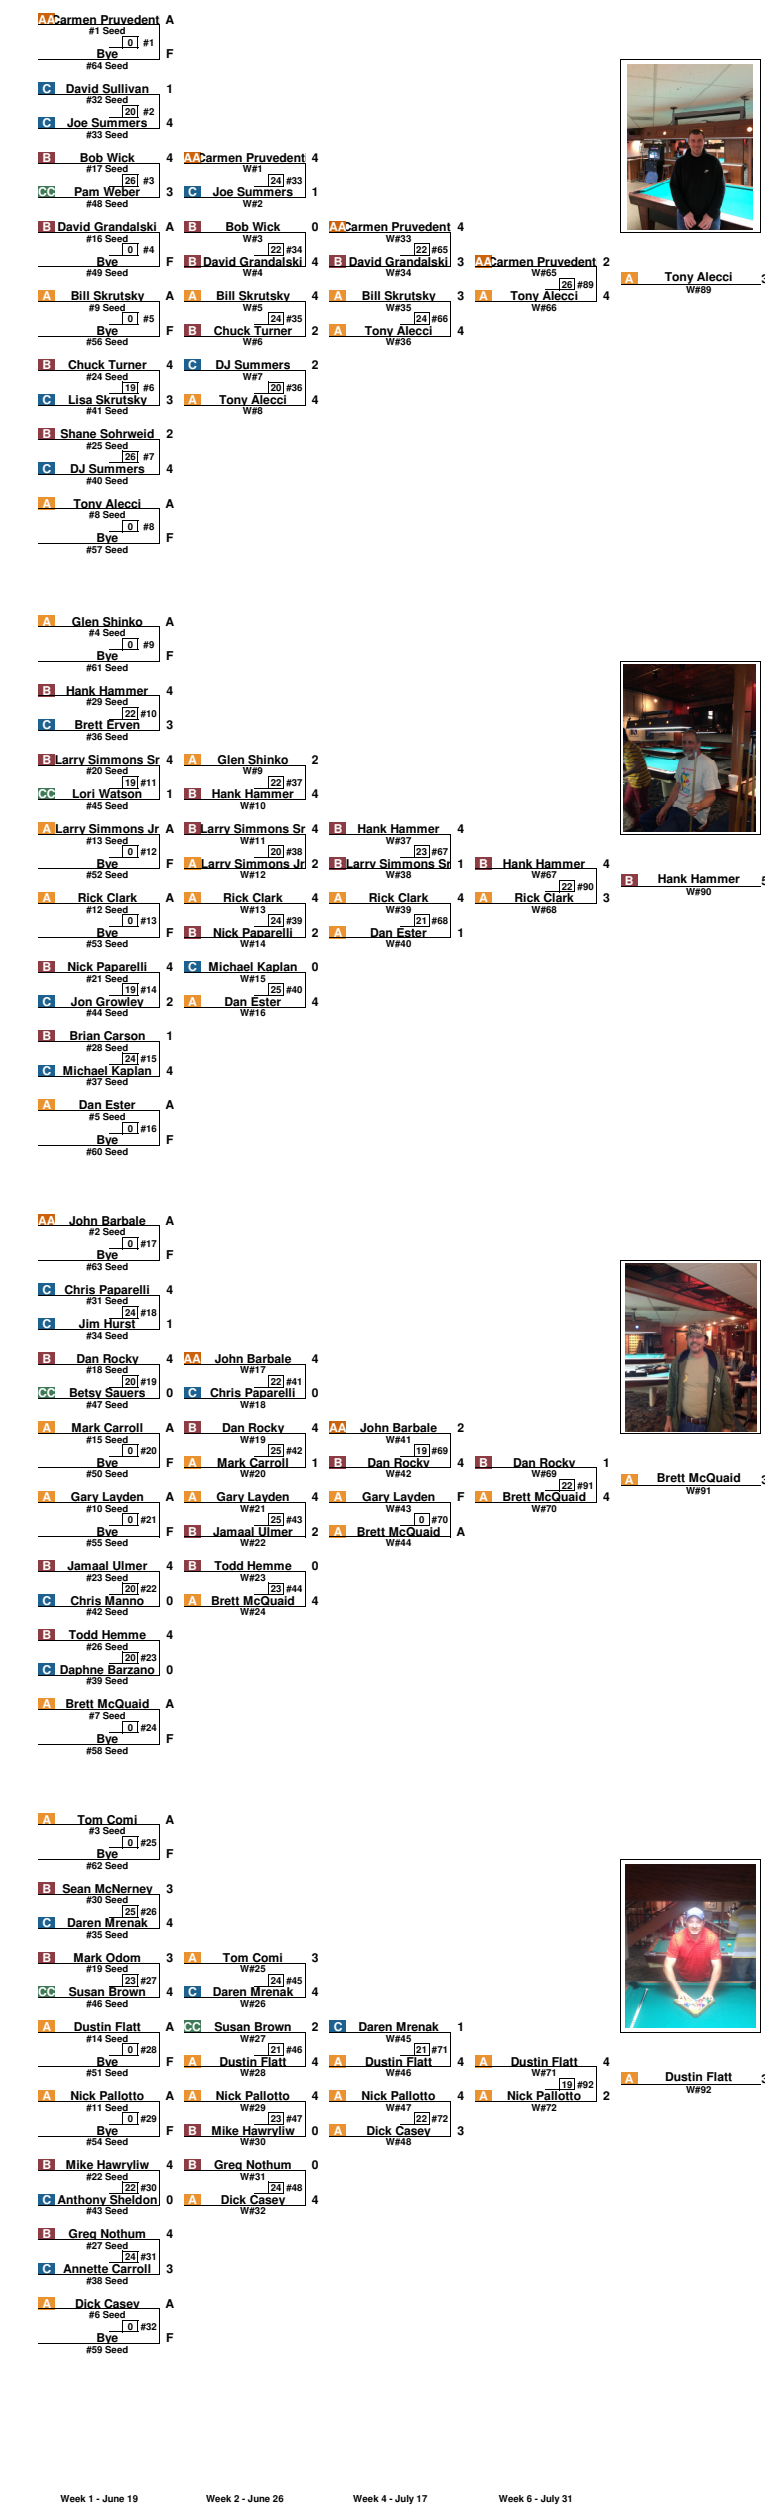 AA Carmen Pruvedenti A
#1 Seed
0 #1
Bye F
#64 Seed
C David Sullivan 1
#32 Seed
20 #2
C Joe Summers 4
#33 Seed
B Bob Wick 4 AA Carmen Pruvedenti 4
#17 Seed W#1
26 #3 24 #33
CC Pam Weber 3 C Joe Summers 1
#48 Seed W#2
B David Grandalski A B Bob Wick 0 AA Carmen Pruvedenti 4
#16 Seed W#3 W#33
0 #4 22 #34 22 #65
Bye F B David Grandalski 4 B David Grandalski 3 AA Carmen Pruvedent 2
#49 Seed W#4 W#34 W#65
26 #89 A Tony Alecci 3
W#89
A Bill Skrutsky A A Bill Skrutsky 4 A Bill Skrutsky 3 A Tony Alecci 4
#9 Seed W#5 W#35 W#66
0 #5 24 #35 24 #66
Bye F B Chuck Turner 2 A Tony Alecci 4
#56 Seed W#6 W#36
B Chuck Turner 4 C DJ Summers 2
#24 Seed W#7
19 #6 20 #36
C Lisa Skrutsky 3 A Tony Alecci 4
#41 Seed W#8
B Shane Sohrweid 2
#25 Seed
26 #7
C DJ Summers 4
#40 Seed
A Tony Alecci A
#8 Seed
0 #8
Bye F
#57 Seed
A Glen Shinko A
#4 Seed
0 #9
Bye F
#61 Seed
B Hank Hammer 4
#29 Seed
22 #10
C Brett Erven 3
#36 Seed
B Larry Simmons Sr 4 A Glen Shinko 2
#20 Seed W#9
19 #11 22 #37
CC Lori Watson 1 B Hank Hammer 4
#45 Seed W#10
A Larry Simmons Jr A B Larry Simmons Sr 4 B Hank Hammer 4
#13 Seed W#11 W#37
0 #12 20 #38 23 #67
Bye F A Larry Simmons Jr 2 B Larry Simmons Sr 1 B Hank Hammer 4
#52 Seed W#12 W#38 W#67
22 #90 B Hank Hammer 5
W#90
A Rick Clark A A Rick Clark 4 A Rick Clark 4 A Rick Clark 3
#12 Seed W#13 W#39 W#68
0 #13 24 #39 21 #68
Bye F B Nick Paparelli 2 A Dan Ester 1
#53 Seed W#14 W#40
B Nick Paparelli 4 C Michael Kaplan 0
#21 Seed W#15
19 #14 25 #40
C Jon Growley 2 A Dan Ester 4
#44 Seed W#16
B Brian Carson 1
#28 Seed
24 #15
C Michael Kaplan 4
#37 Seed
A Dan Ester A
#5 Seed
0 #16
Bye F
#60 Seed
AA John Barbale A
#2 Seed
0 #17
Bye F
#63 Seed
C Chris Paparelli 4
#31 Seed
24 #18
C Jim Hurst 1
#34 Seed
B Dan Rocky 4 AA John Barbale 4
#18 Seed W#17
20 #19 22 #41
CC Betsy Sauers 0 C Chris Paparelli 0
#47 Seed W#18
A Mark Carroll A B Dan Rocky 4 AA John Barbale 2
#15 Seed W#19 W#41
0 #20 25 #42 19 #69
Bye F A Mark Carroll 1 B Dan Rocky 4 B Dan Rocky 1
#50 Seed W#20 W#42 W#69
22 #91 A Brett McQuaid 3
W#91
A Gary Layden A A Gary Layden 4 A Gary Layden F A Brett McQuaid 4
#10 Seed W#21 W#43 W#70
0 #21 25 #43 0 #70
Bye F B Jamaal Ulmer 2 A Brett McQuaid A
#55 Seed W#22 W#44
B Jamaal Ulmer 4 B Todd Hemme 0
#23 Seed W#23
20 #22 23 #44
C Chris Manno 0 A Brett McQuaid 4
#42 Seed W#24
B Todd Hemme 4
#26 Seed
20 #23
C Daphne Barzano 0
#39 Seed
A Brett McQuaid A
#7 Seed
0 #24
Bye F
#58 Seed
A Tom Comi A
#3 Seed
0 #25
Bye F
#62 Seed
B Sean McNerney 3
#30 Seed
25 #26
C Daren Mrenak 4
#35 Seed
B Mark Odom 3 A Tom Comi 3
#19 Seed W#25
23 #27 24 #45
CC Susan Brown 4 C Daren Mrenak 4
#46 Seed W#26
A Dustin Flatt A CC Susan Brown 2 C Daren Mrenak 1
#14 Seed W#27 W#45
0 #28 21 #46 21 #71
Bye F A Dustin Flatt 4 A Dustin Flatt 4 A Dustin Flatt 4
#51 Seed W#28 W#46 W#71
19 #92 A Dustin Flatt 3
W#92
A Nick Pallotto A A Nick Pallotto 4 A Nick Pallotto 4 A Nick Pallotto 2
#11 Seed W#29 W#47 W#72
0 #29 23 #47 22 #72
Bye F B Mike Hawryliw 0 A Dick Casey 3
#54 Seed W#30 W#48
B Mike Hawryliw 4 B Greg Nothum 0
#22 Seed W#31
22 #30 24 #48
C Anthony Sheldon 0 A Dick Casey 4
#43 Seed W#32
B Greg Nothum 4
#27 Seed
24 #31
C Annette Carroll 3
#38 Seed
A Dick Casey A
#6 Seed
0 #32
Bye F
#59 Seed
Week 1 - June 19 Week 2 - June 26 Week 4 - July 17 Week 6 - July 31